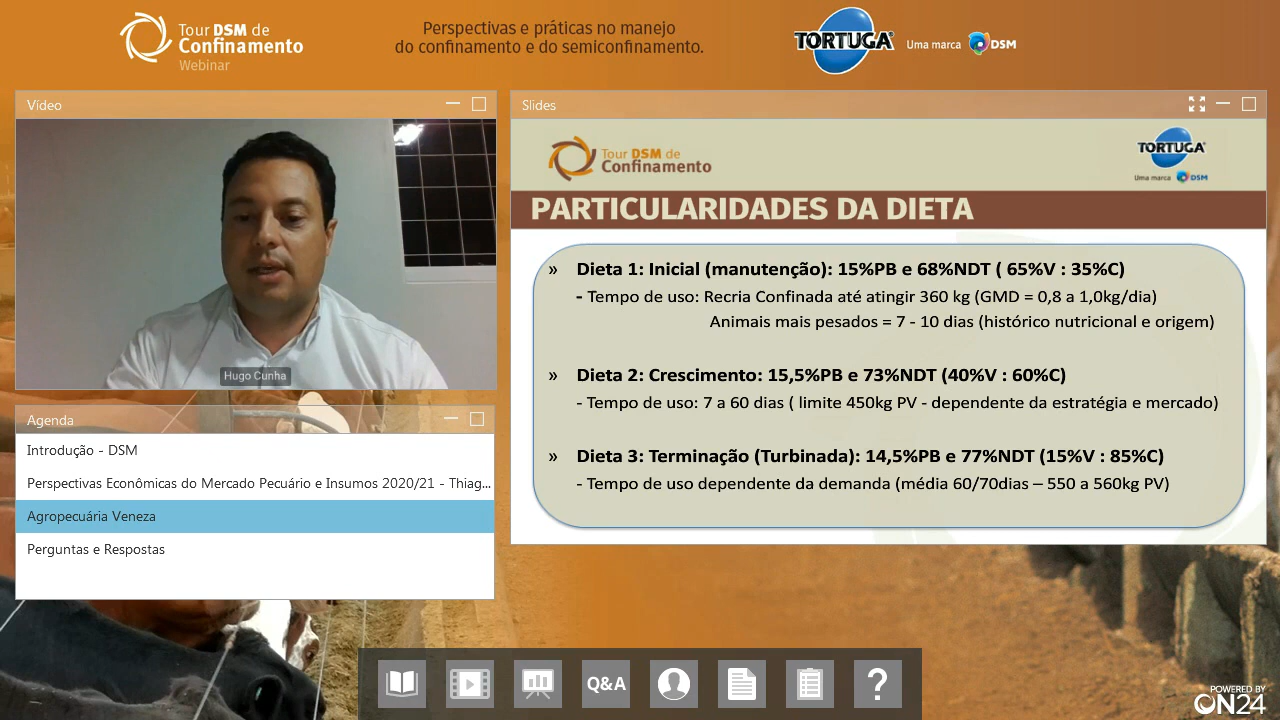 Tour DSM de
Confinamento
Webinar
Perspectivas e práticas no manejo
do confinamento e do semiconfinamento.
TORTUGA
Uma marca DSM
Vídeo
Hugo Cunha
Agenda
Introdução - DSM
Perspectivas Econômicas do Mercado Pecuário e Insumos 2020/21 - Thiag...
Agropecuária Veneza
Perguntas e Respostas
Slides
Tour DSM de
Confinamento
TORTUGA
Uma marca DSM
PARTICULARIDADES DA DIETA
» Dieta 1: Inicial (manutenção): 15%PB e 68%NDT ( 65%V : 35%C)
- Tempo de uso: Recria Confinada até atingir 360 kg (GMD = 0,8 a 1,0kg/dia)
Animais mais pesados = 7 - 10 dias (histórico nutricional e origem)
» Dieta 2: Crescimento: 15,5%PB e 73%NDT (40%V : 60%C)
- Tempo de uso: 7 a 60 dias ( limite 450kg PV - dependente da estratégia e mercado)
» Dieta 3: Terminação (Turbinada): 14,5%PB e 77%NDT (15%V : 85%C)
- Tempo de uso dependente da demanda (média 60/70dias – 550 a 560kg PV)
Q&A
?
POWERED BY
ON24